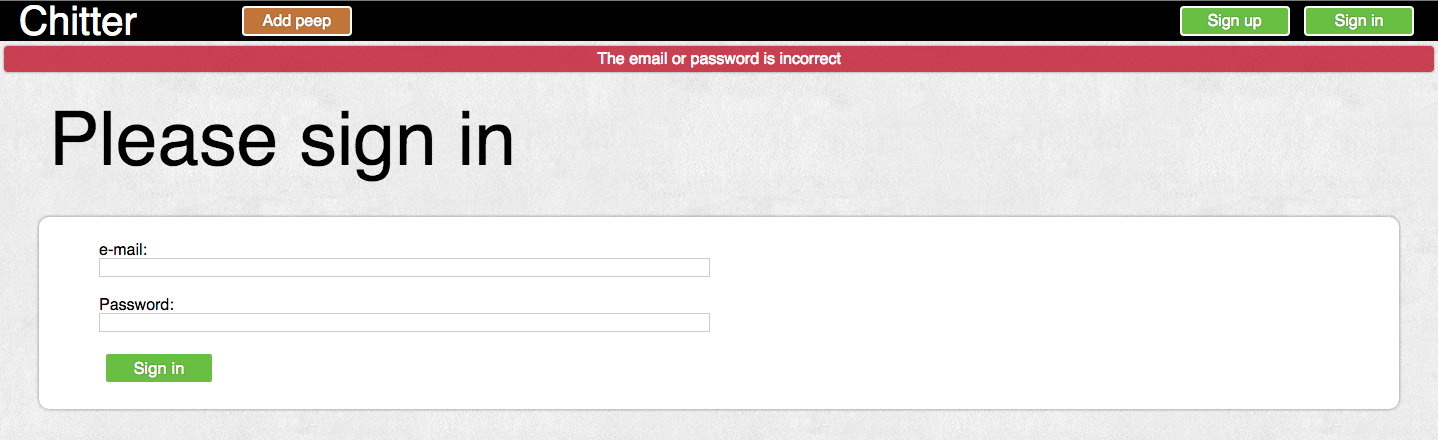 Chitter Add peep Sign up Sign in
The email or password is incorrect
Please sign in
e-mail:
Password:
Sign in